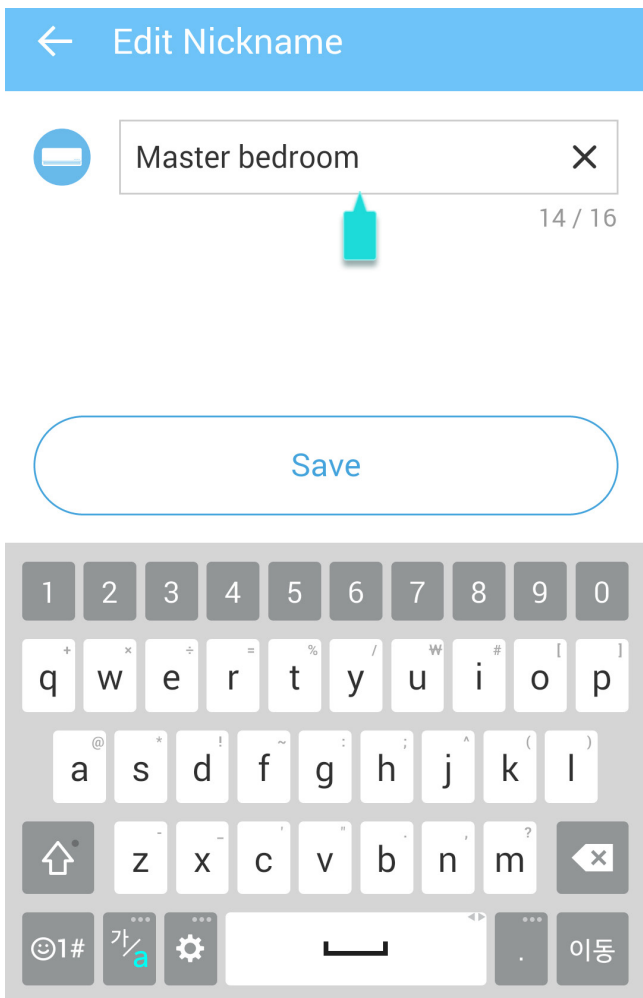 Edit Nickname
Master bedroom
14 / 16
Save
1 2 3 4 5 6 7 8 9 0
+ × ÷ = % / ₩ # [ ]
q w e r t y u i o p
@ * ! ~ : ; ^ ( )
a s d f g h j k l
- _ ' " . , ?
z x c v b n m
1# 가/a . 이동